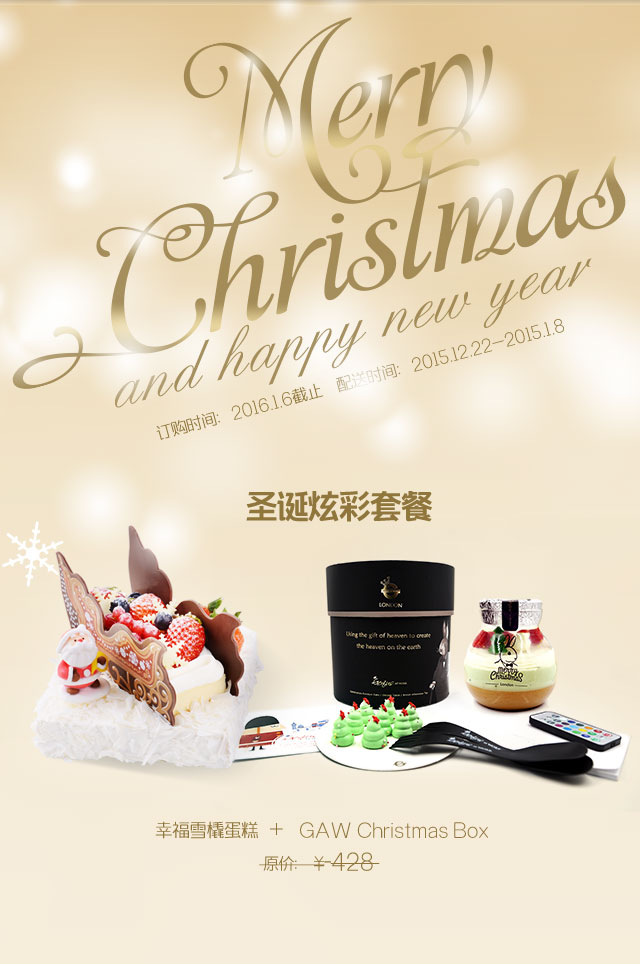 Merry
Christmas
and happy new year
订购时间：2016.1.6截止 配送时间：2015.12.22-2015.1.8
圣诞炫彩套餐
LONLON
Using the gift of heaven to create
the heaven on the earth
Merry
Christmas
London
幸福雪橇蛋糕 + GAW Christmas Box
原价：¥ 428